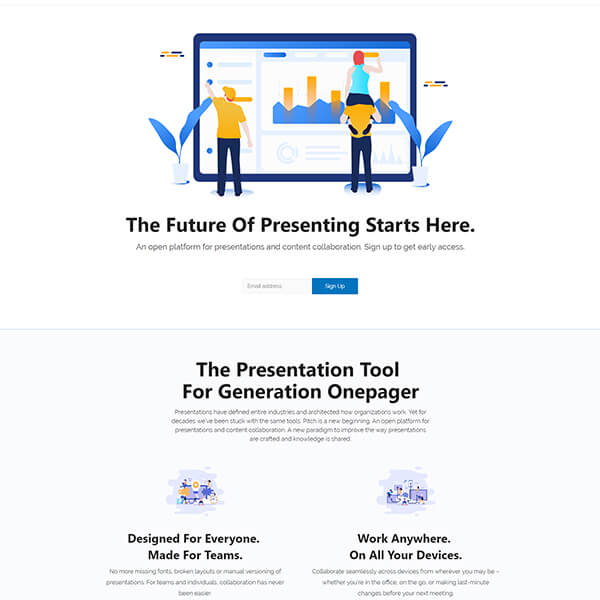 The Future Of Presenting Starts Here.
An open platform for presentations and content collaboration. Sign up to get early access.
Email address
Sign Up
The Presentation Tool
For Generation Onepager
Presentations have defined entire industries and architected how organizations work. Yet for
decades we've been stuck with the same tools. Pitch is a new beginning: An open platform for
presentations and content collaboration. A new paradigm to improve the way presentations
are crafted and knowledge is shared.
Designed For Everyone.
Made For Teams.
No more missing fonts, broken layouts or manual versioning of
presentations. For teams and individuals, collaboration has never
been easier.
Work Anywhere.
On All Your Devices.
Collaborate seamlessly across devices from wherever you may be –
whether you're in the office, on the go, or making last-minute
changes before your next meeting.